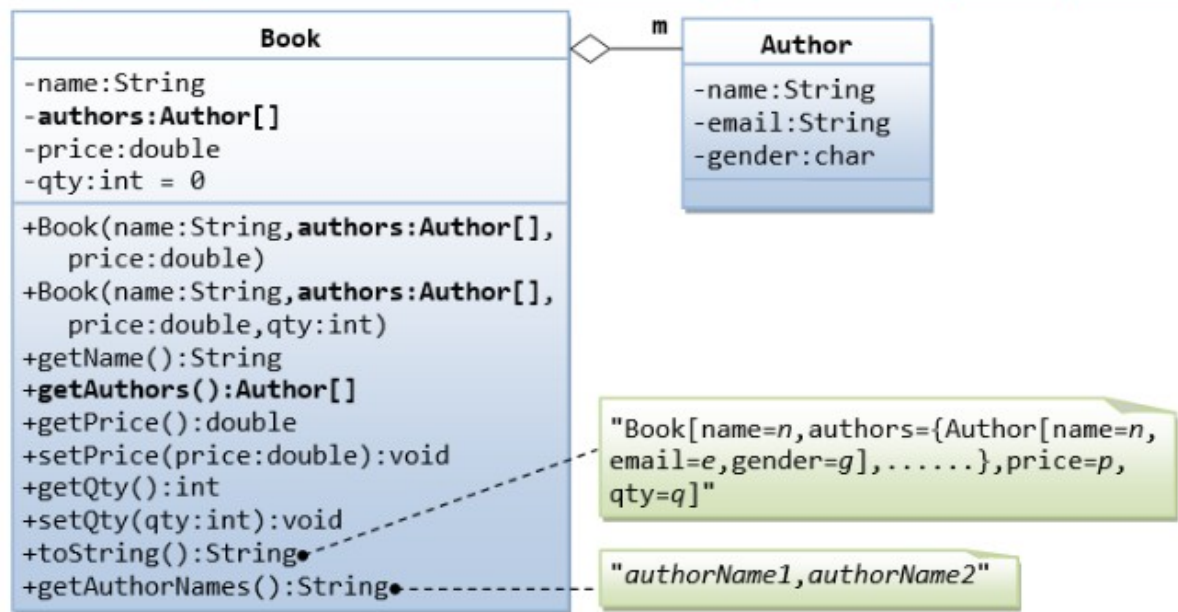 Book
-name:String
-authors:Author[]
-price:double
-qty:int = 0
+Book(name:String,authors:Author[],
price:double)
+Book(name:String,authors:Author[],
price:double,qty:int)
+getName():String
+getAuthors():Author[]
+getPrice():double
+setPrice(price:double):void
+getQty():int
+setQty(qty:int):void
+toString():String
+getAuthorNames():String
m
Author
-name:String
-email:String
-gender:char
"Book[name=n,authors={Author[name=n,
email=e,gender=g],......},price=p,
qty=q]"
"authorName1,authorName2"